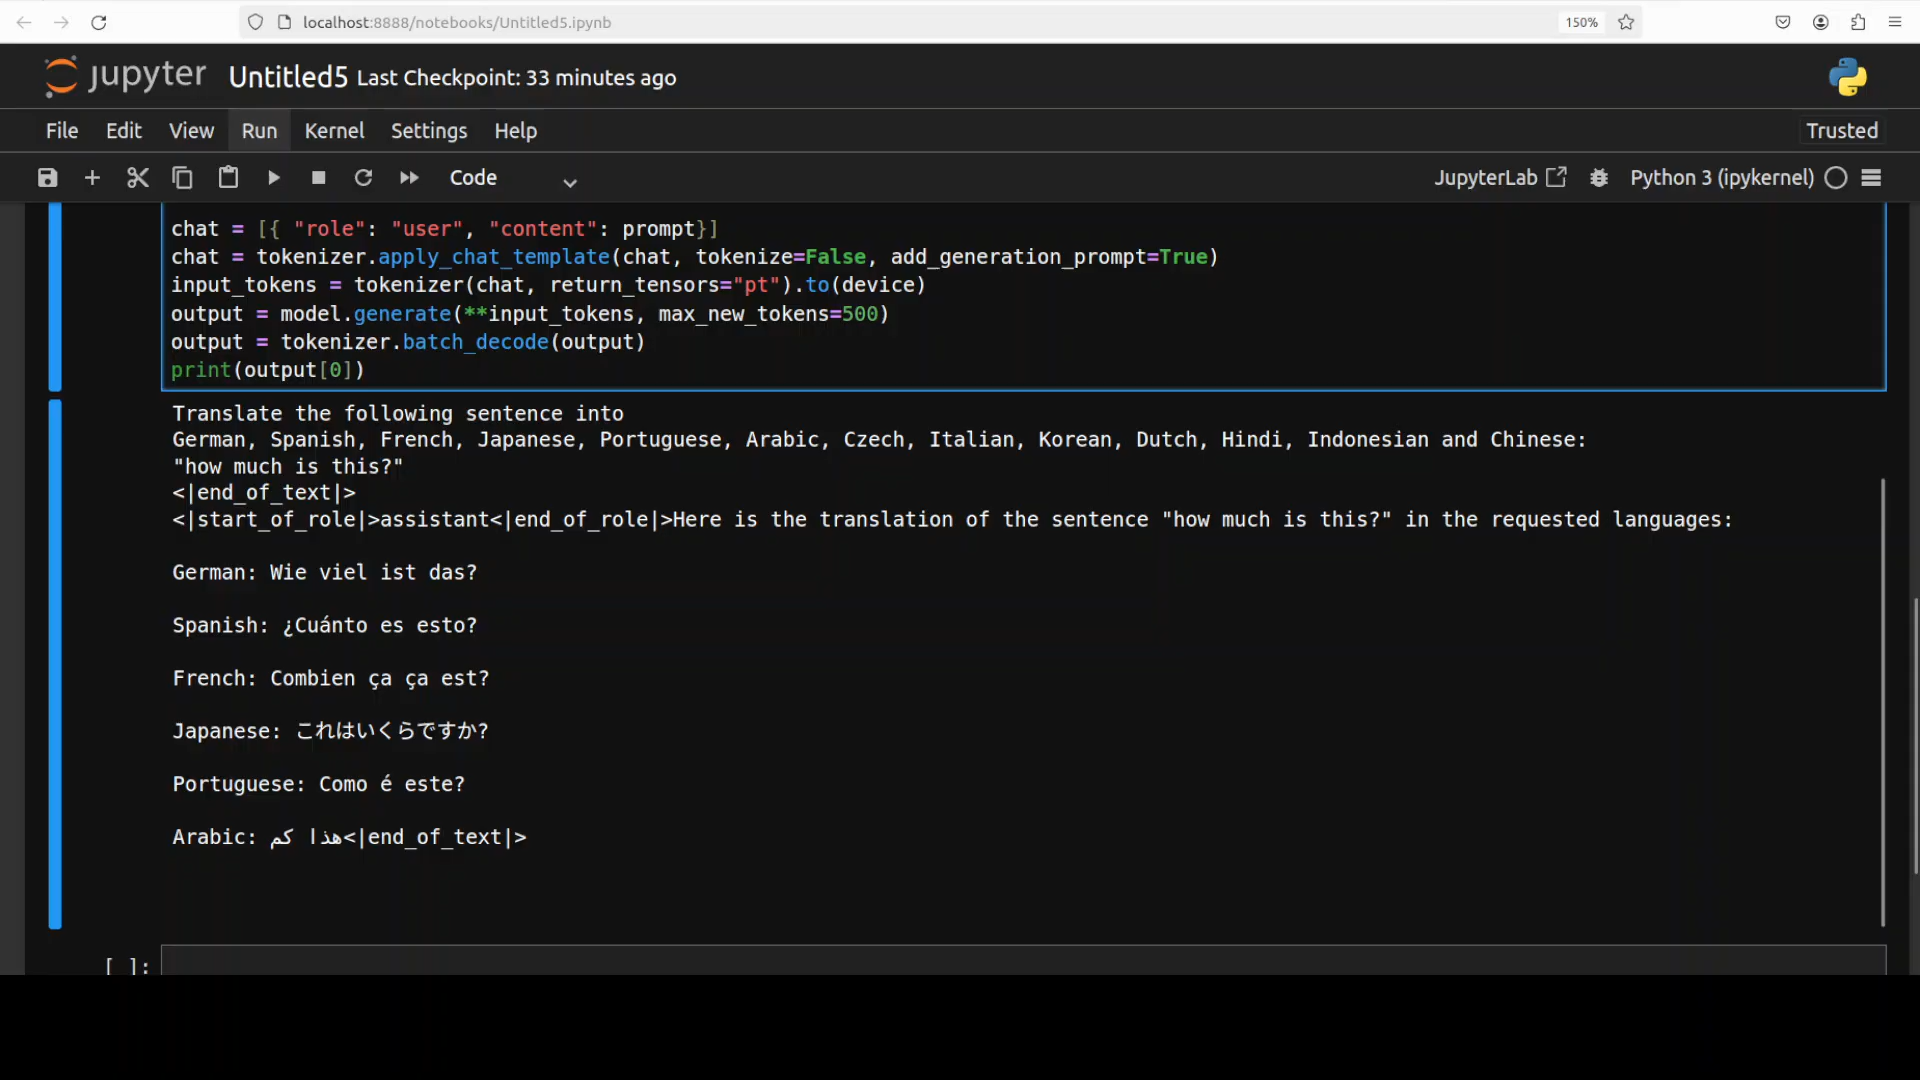 localhost:8888/notebooks/Untitled5.ipynb
150%
jupyter Untitled5 Last Checkpoint: 33 minutes ago
File Edit View Run Kernel Settings Help
Trusted
Code
JupyterLab
Python 3 (ipykernel)
chat = [{ "role": "user", "content": prompt}]
chat = tokenizer.apply_chat_template(chat, tokenize=False, add_generation_prompt=True)
input_tokens = tokenizer(chat, return_tensors="pt").to(device)
output = model.generate(**input_tokens, max_new_tokens=500)
output = tokenizer.batch_decode(output)
print(output[0])
Translate the following sentence into
German, Spanish, French, Japanese, Portuguese, Arabic, Czech, Italian, Korean, Dutch, Hindi, Indonesian and Chinese:
"how much is this?"
<|end_of_text|>
<|start_of_role|>assistant<|end_of_role|>Here is the translation of the sentence "how much is this?" in the requested languages:
German: Wie viel ist das?
Spanish: ¿Cuánto es esto?
French: Combien ça ça est?
Japanese: これはいくらですか?
Portuguese: Como é este?
Arabic: هذا كم<|end_of_text|>
[ ]: